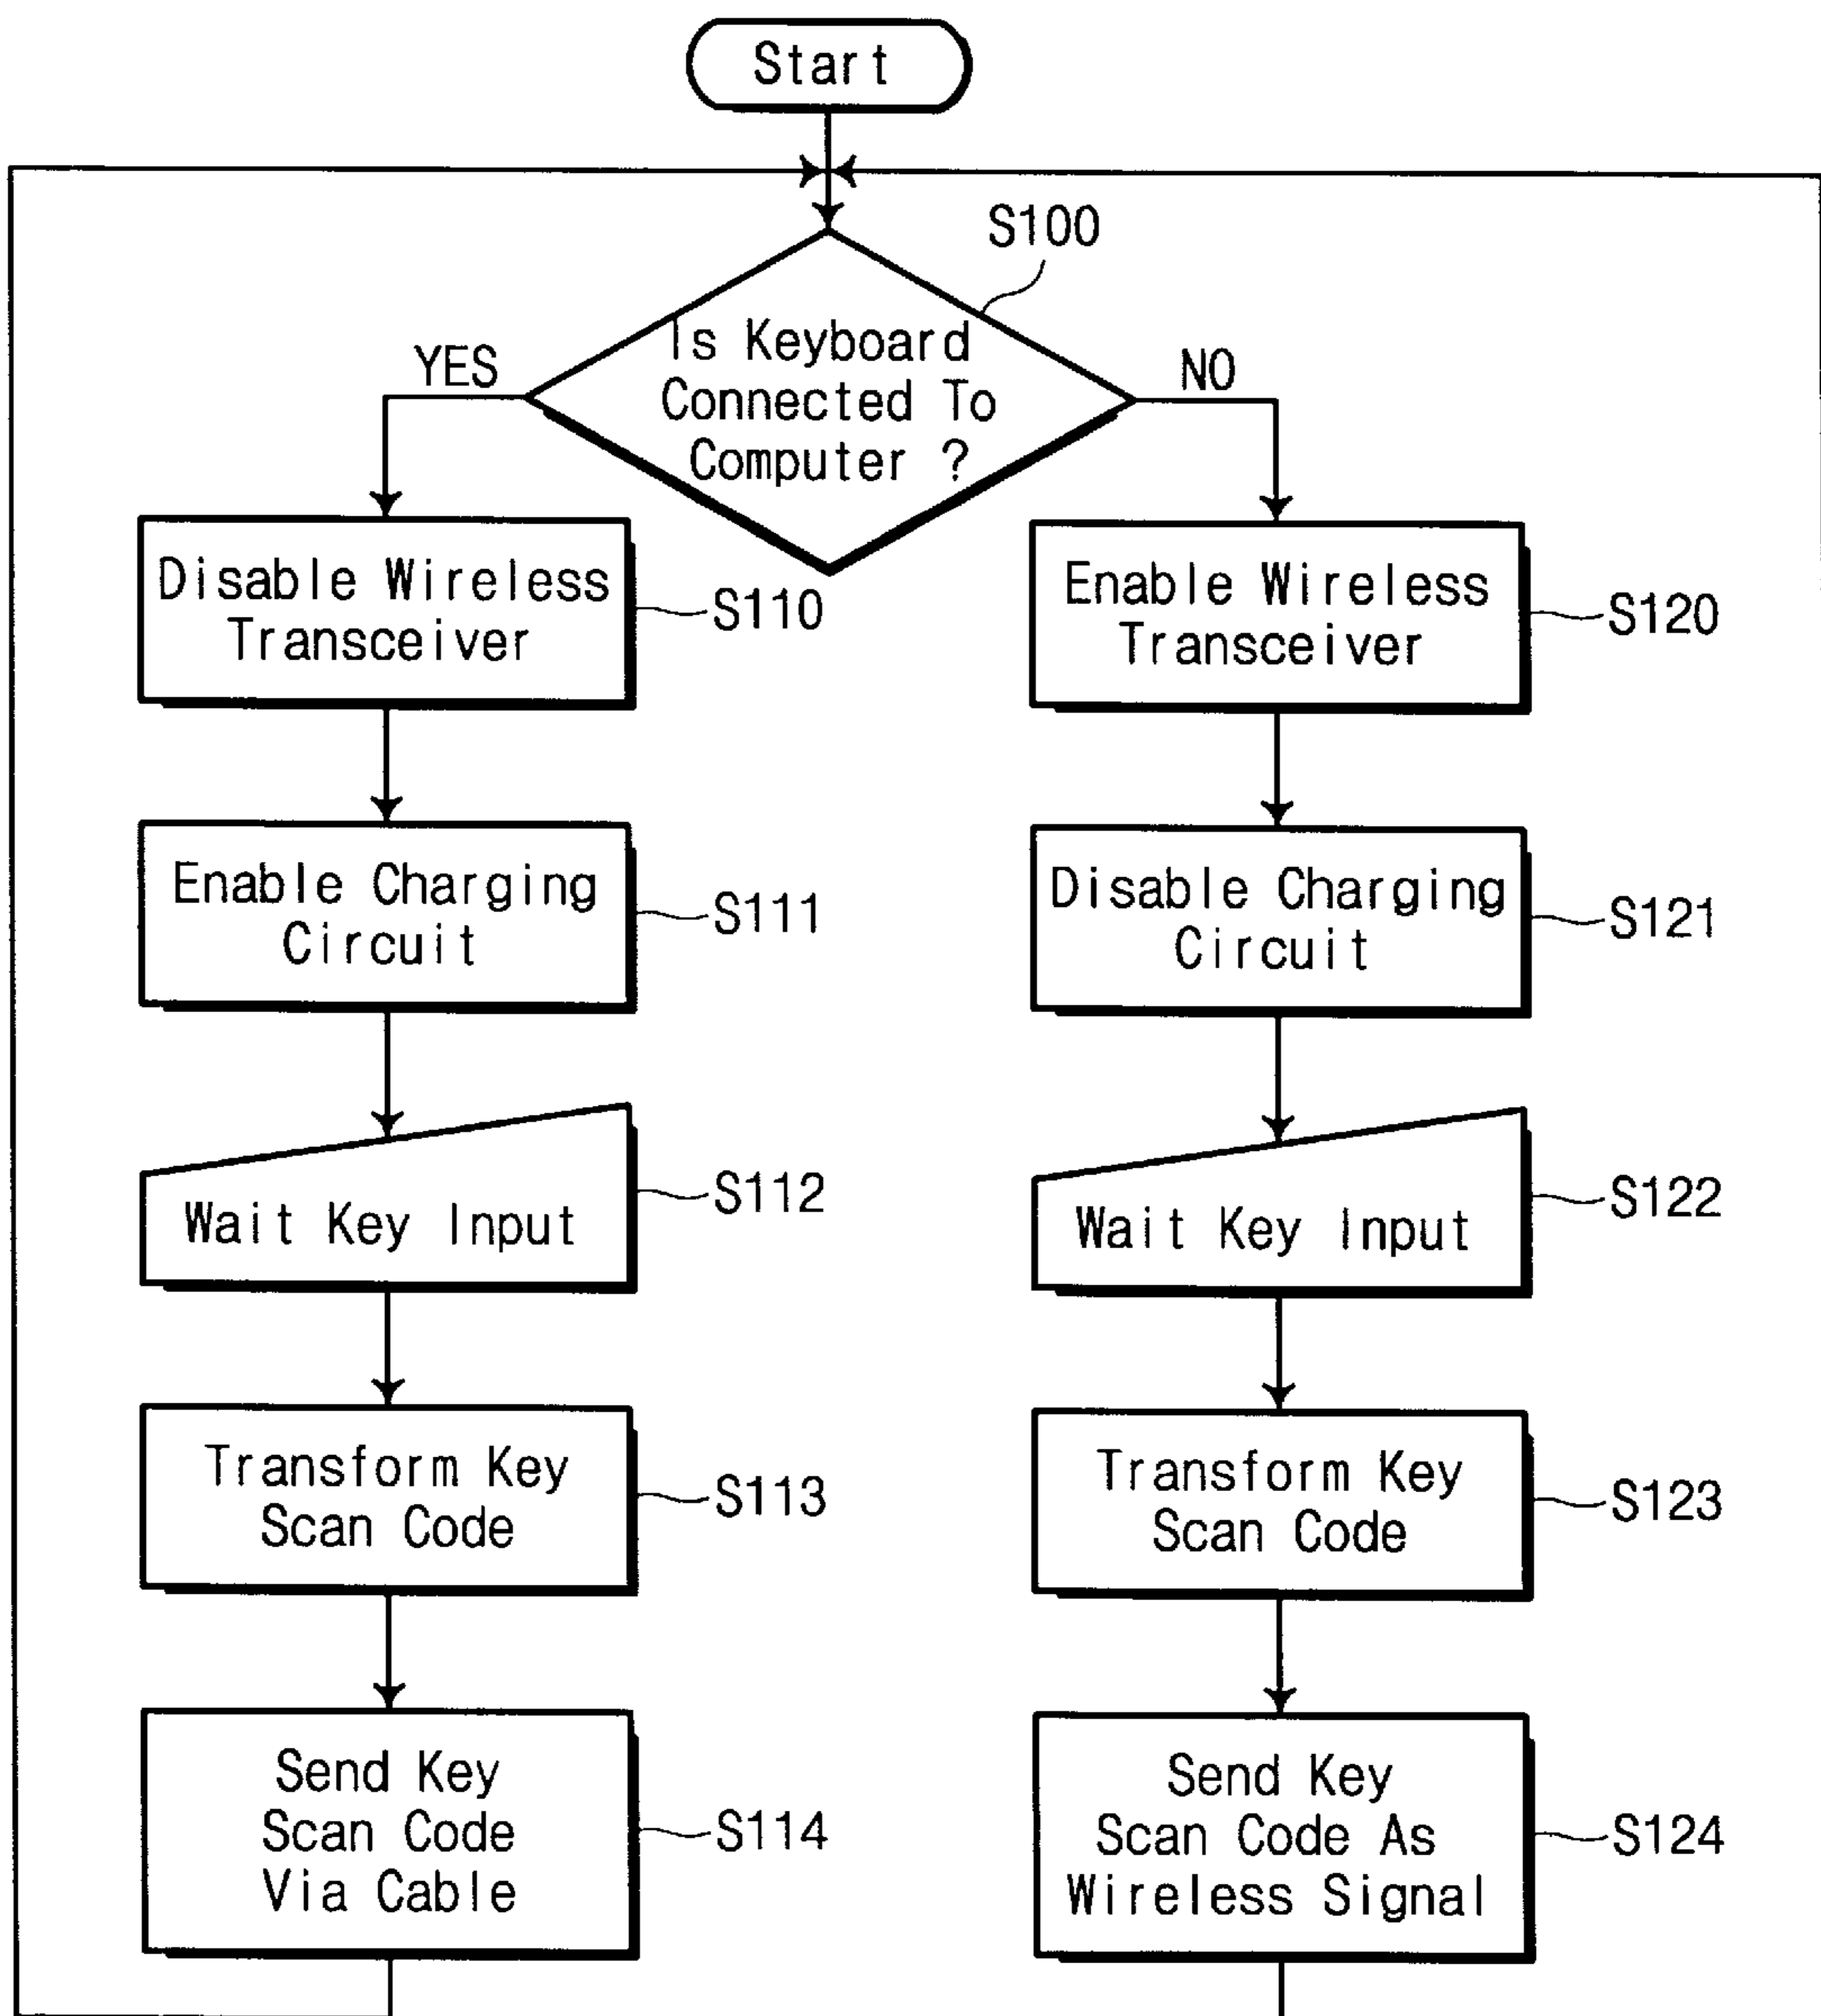 Start
S100
Is Keyboard
Connected To
Computer ?
YES
NO
Disable Wireless
Transceiver
S110
Enable Charging
Circuit
S111
Wait Key Input
S112
Transform Key
Scan Code
S113
Send Key
Scan Code
Via Cable
S114
Enable Wireless
Transceiver
S120
Disable Charging
Circuit
S121
Wait Key Input
S122
Transform Key
Scan Code
S123
Send Key
Scan Code As
Wireless Signal
S124